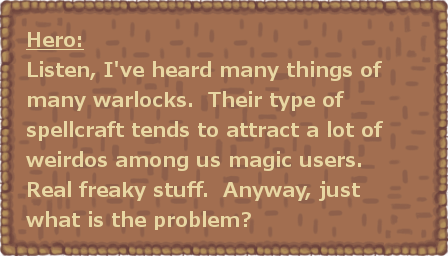 Hero:
Listen, I've heard many things of
many warlocks.  Their type of
spellcraft tends to attract a lot of
weirdos among us magic users.
Real freaky stuff.  Anyway, just
what is the problem?